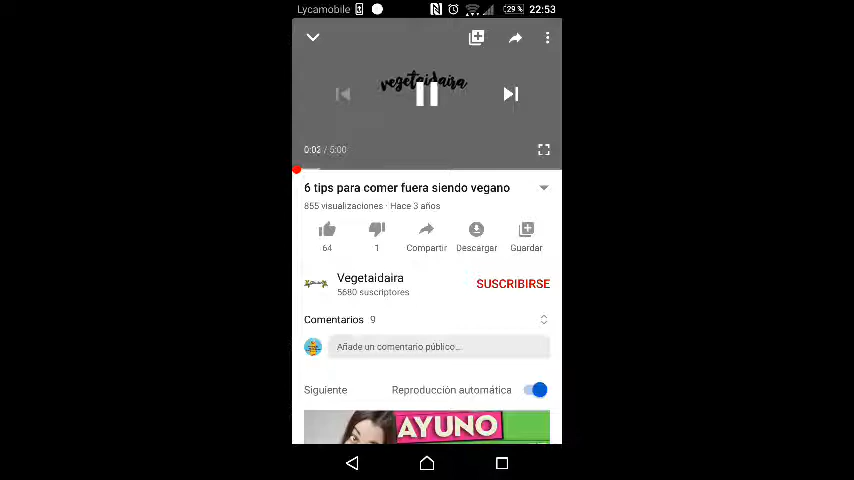 Lycamobile 29 % 22:53
vegetaidaira
0:02 / 5:00
6 tips para comer fuera siendo vegano
855 visualizaciones · Hace 3 años
64 1 Compartir Descargar Guardar
Vegetaidaira
SUSCRIBIRSE
5680 suscriptores
Comentarios 9
Añade un comentario público...
Siguiente Reproducción automática
AYUNO